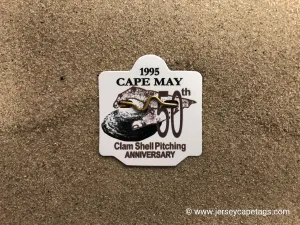 1995
CAPE MAY
50th
Clam Shell Pitching
ANNIVERSARY
© www.jerseycapetags.com